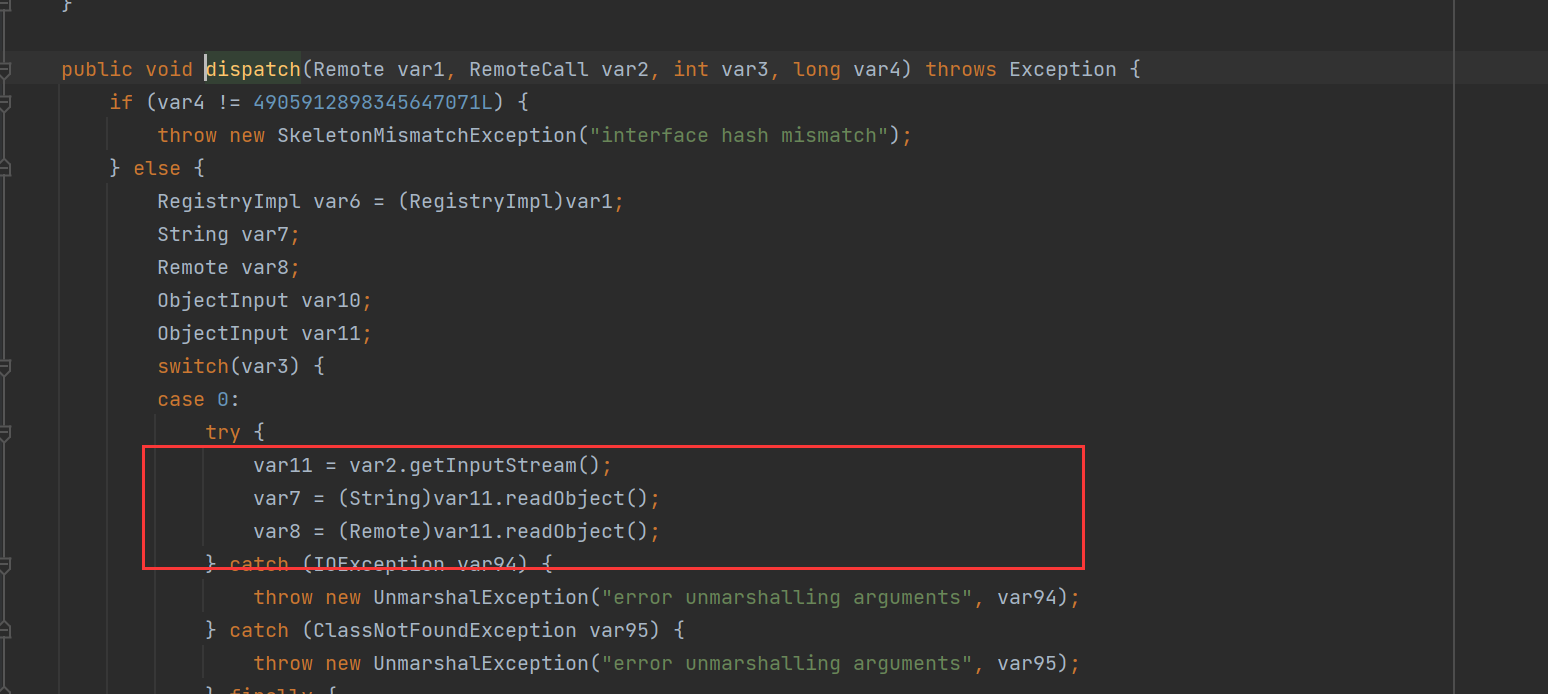 }
public void dispatch(Remote var1, RemoteCall var2, int var3, long var4) throws Exception {
if (var4 != 4905912898345647071L) {
throw new SkeletonMismatchException("interface hash mismatch");
} else {
RegistryImpl var6 = (RegistryImpl)var1;
String var7;
Remote var8;
ObjectInput var10;
ObjectInput var11;
switch(var3) {
case 0:
try {
var11 = var2.getInputStream();
var7 = (String)var11.readObject();
var8 = (Remote)var11.readObject();
} catch (IOException var94) {
throw new UnmarshalException("error unmarshalling arguments", var94);
} catch (ClassNotFoundException var95) {
throw new UnmarshalException("error unmarshalling arguments", var95);
} finally {